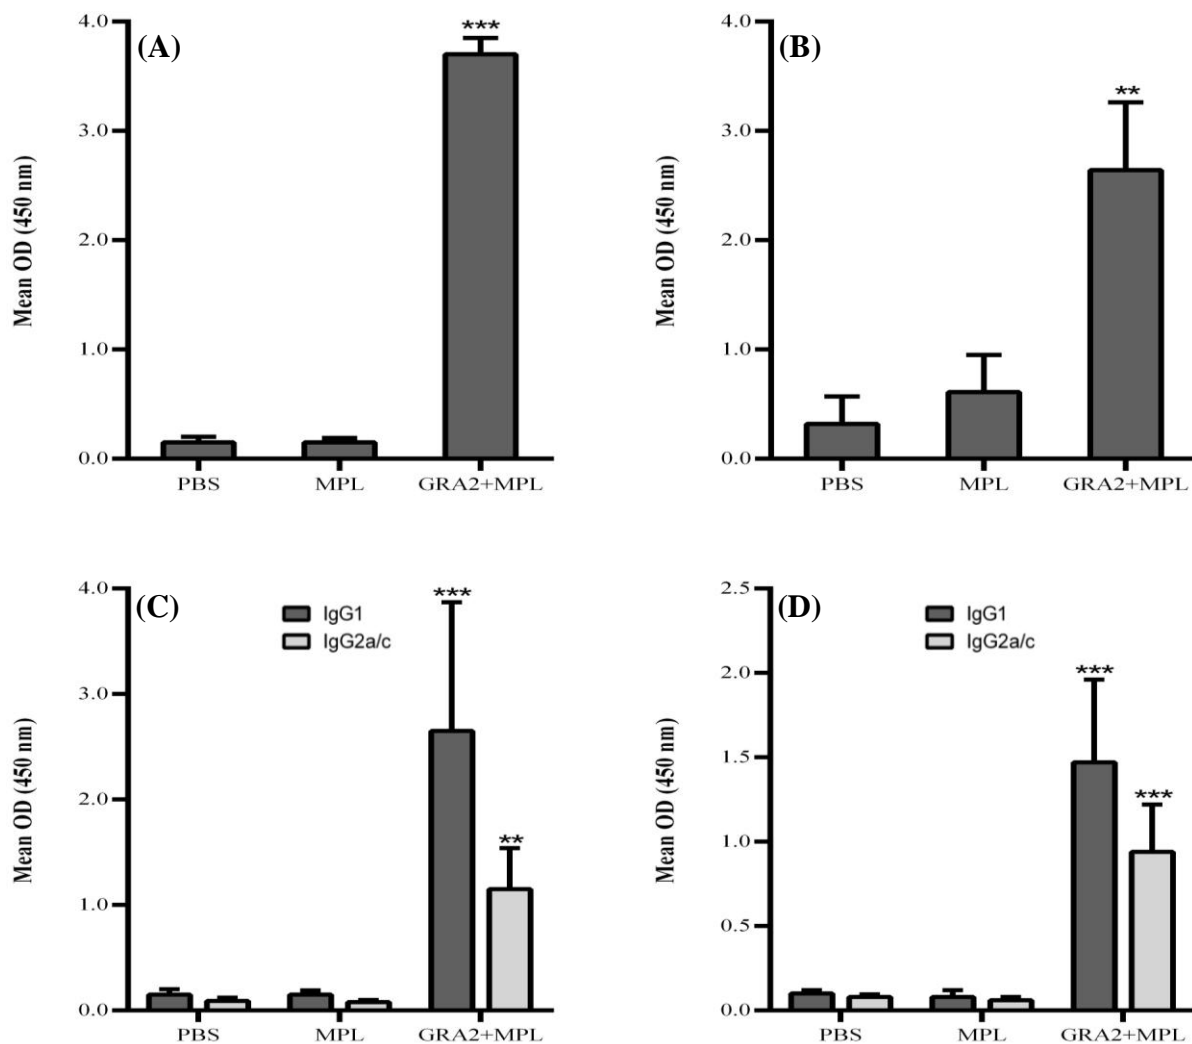 (A)
***
4.0
3.0
2.0
1.0
0.0
Mean OD (450 nm)
PBS MPL GRA2+MPL
(B)
**
4.0
3.0
2.0
1.0
0.0
Mean OD (450 nm)
PBS MPL GRA2+MPL
(C)
IgG1
IgG2a/c
***
**
4.0
3.0
2.0
1.0
0.0
Mean OD (450 nm)
PBS MPL GRA2+MPL
(D)
IgG1
IgG2a/c
***
***
2.5
2.0
1.5
1.0
0.5
0.0
Mean OD (450 nm)
PBS MPL GRA2+MPL